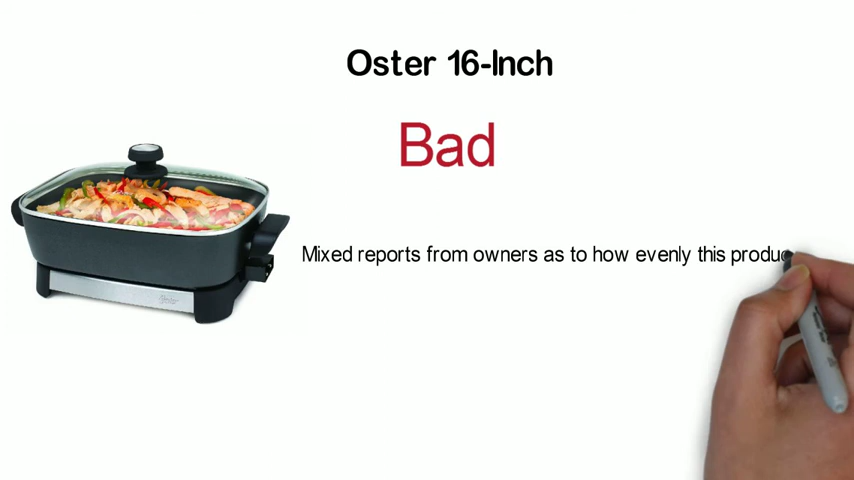 Oster 16-Inch
Bad
Mixed reports from owners as to how evenly this